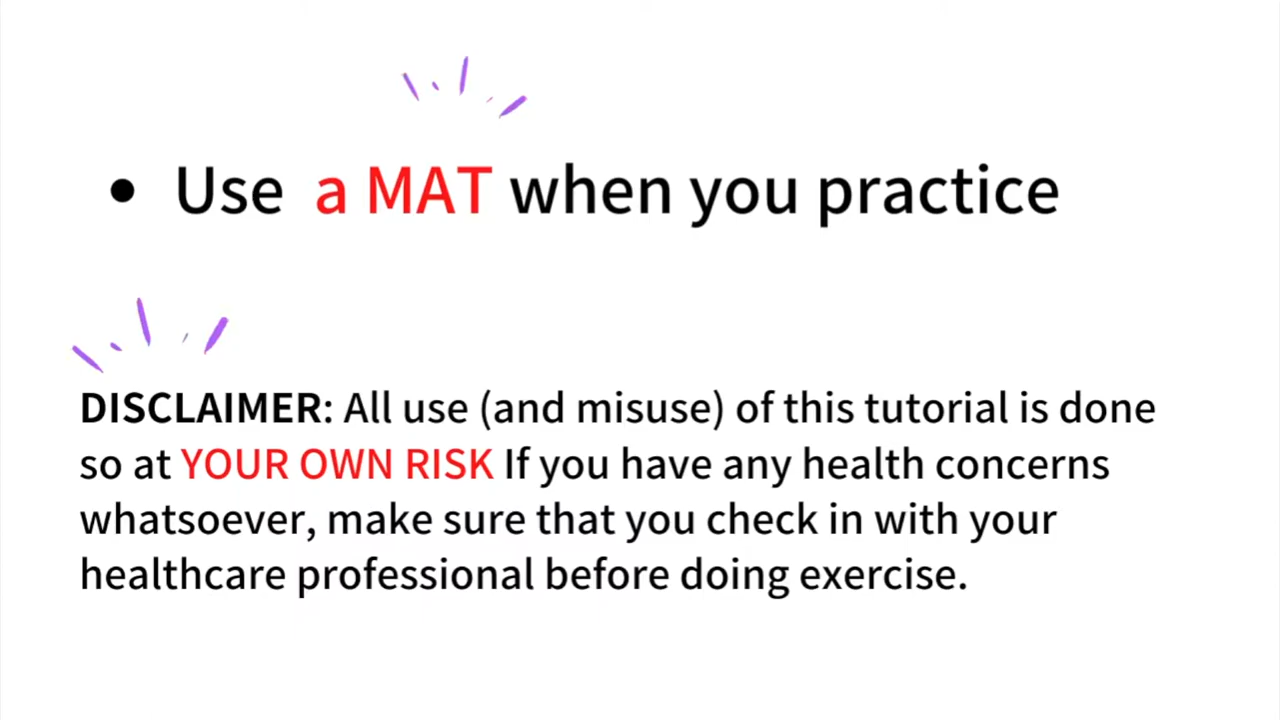 • Use a MAT when you practice
DISCLAIMER: All use (and misuse) of this tutorial is done
so at YOUR OWN RISK If you have any health concerns
whatsoever, make sure that you check in with your
healthcare professional before doing exercise.